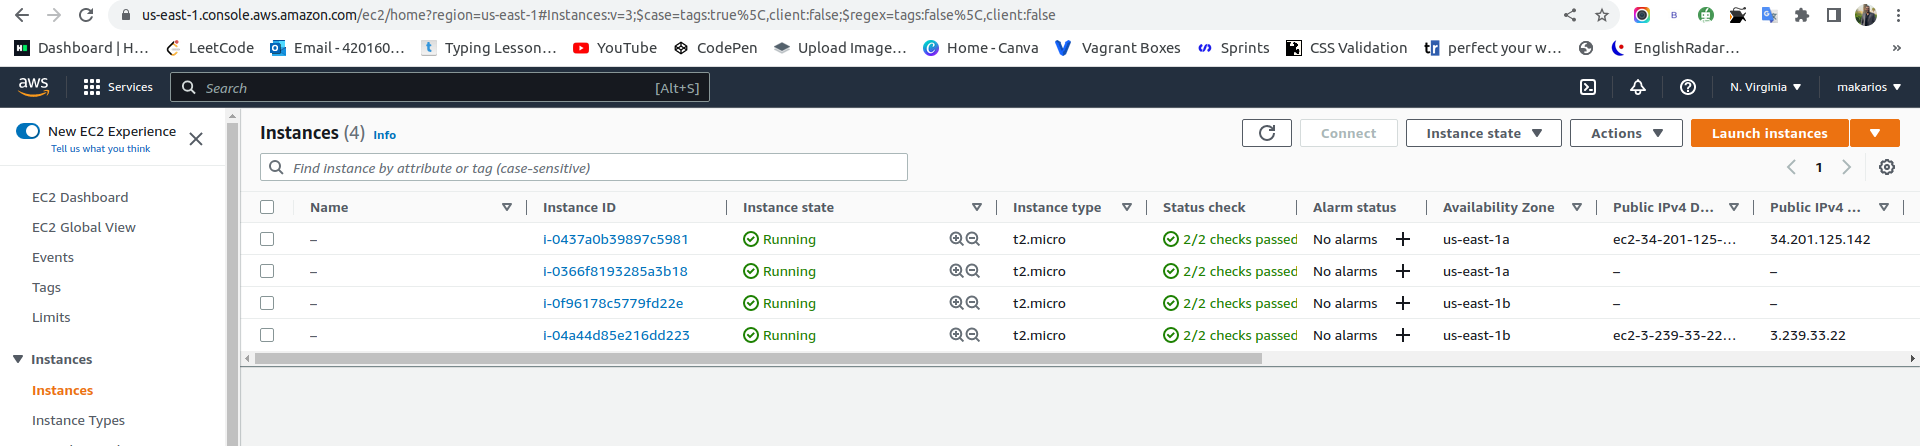 us-east-1.console.aws.amazon.com/ec2/home?region=us-east-1#Instances:v=3;$case=tags:true%5C,client:false;$regex=tags:false%5C,client:false
Dashboard | H... LeetCode Email - 420160... Typing Lesson... YouTube CodePen Upload Image... Home - Canva Vagrant Boxes Sprints CSS Validation perfect your w... EnglishRadar... »
aws Services Search [Alt+S] N. Virginia makarios
New EC2 Experience
Tell us what you think
EC2 Dashboard
EC2 Global View
Events
Tags
Limits
Instances
Instances
Instance Types
Instances (4) Info Connect Instance state Actions Launch instances
Find instance by attribute or tag (case-sensitive) 1
Name Instance ID Instance state Instance type Status check Alarm status Availability Zone Public IPv4 D... Public IPv4 ...
– i-0437a0b39897c5981 Running t2.micro 2/2 checks passed No alarms + us-east-1a ec2-34-201-125-... 34.201.125.142
– i-0366f8193285a3b18 Running t2.micro 2/2 checks passed No alarms + us-east-1a – –
– i-0f96178c5779fd22e Running t2.micro 2/2 checks passed No alarms + us-east-1b – –
– i-04a44d85e216dd223 Running t2.micro 2/2 checks passed No alarms + us-east-1b ec2-3-239-33-22... 3.239.33.22